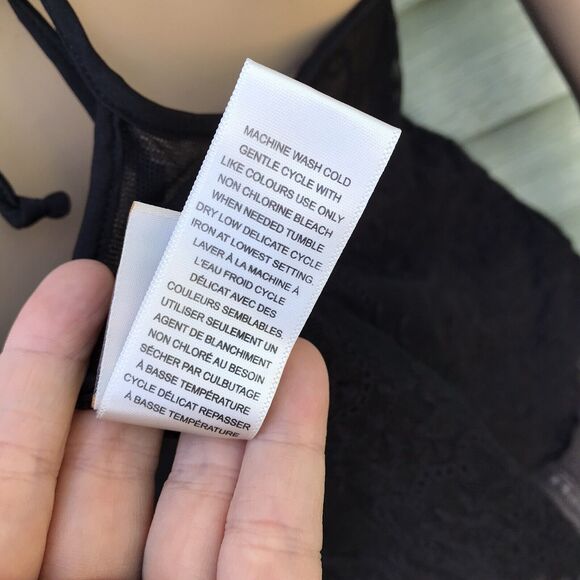 MACHINE WASH COLD
GENTLE CYCLE WITH
LIKE COLOURS USE ONLY
NON CHLORINE BLEACH
WHEN NEEDED TUMBLE
DRY LOW DELICATE CYCLE
IRON AT LOWEST SETTING.
LAVER À LA MACHINE À
L'EAU FROID CYCLE
DÉLICAT AVEC DES
COULEURS SEMBLABLES.
UTILISER SEULEMENT UN
AGENT DE BLANCHIMENT
NON CHLORÉ AU BESOIN
SÉCHER PAR CULBUTAGE
À BASSE TEMPÉRATURE
CYCLE DÉLICAT REPASSER
À BASSE TEMPÉRATURE